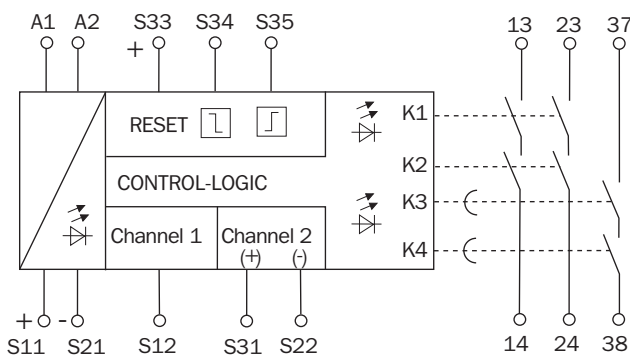 A1 A2 S33 S34 S35 13 23 37
+
RESET K1
K2
CONTROL-LOGIC
K3
Channel 1 Channel 2
(+) (-) K4
+ -
S11 S21 S12 S31 S22 14 24 38